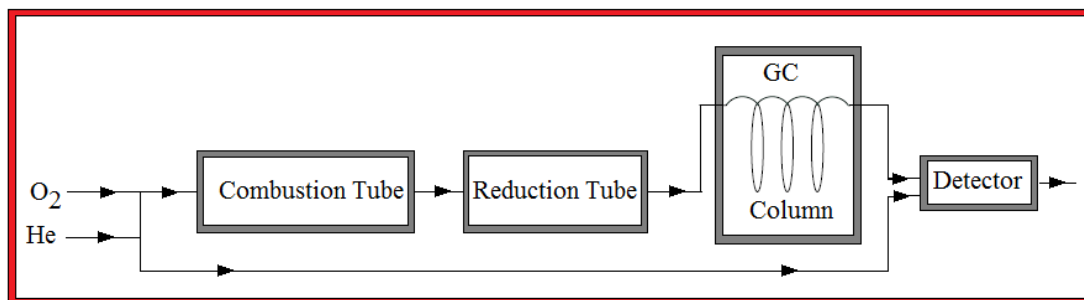 GC
Combustion Tube
Reduction Tube
Column
Detector
O2
He